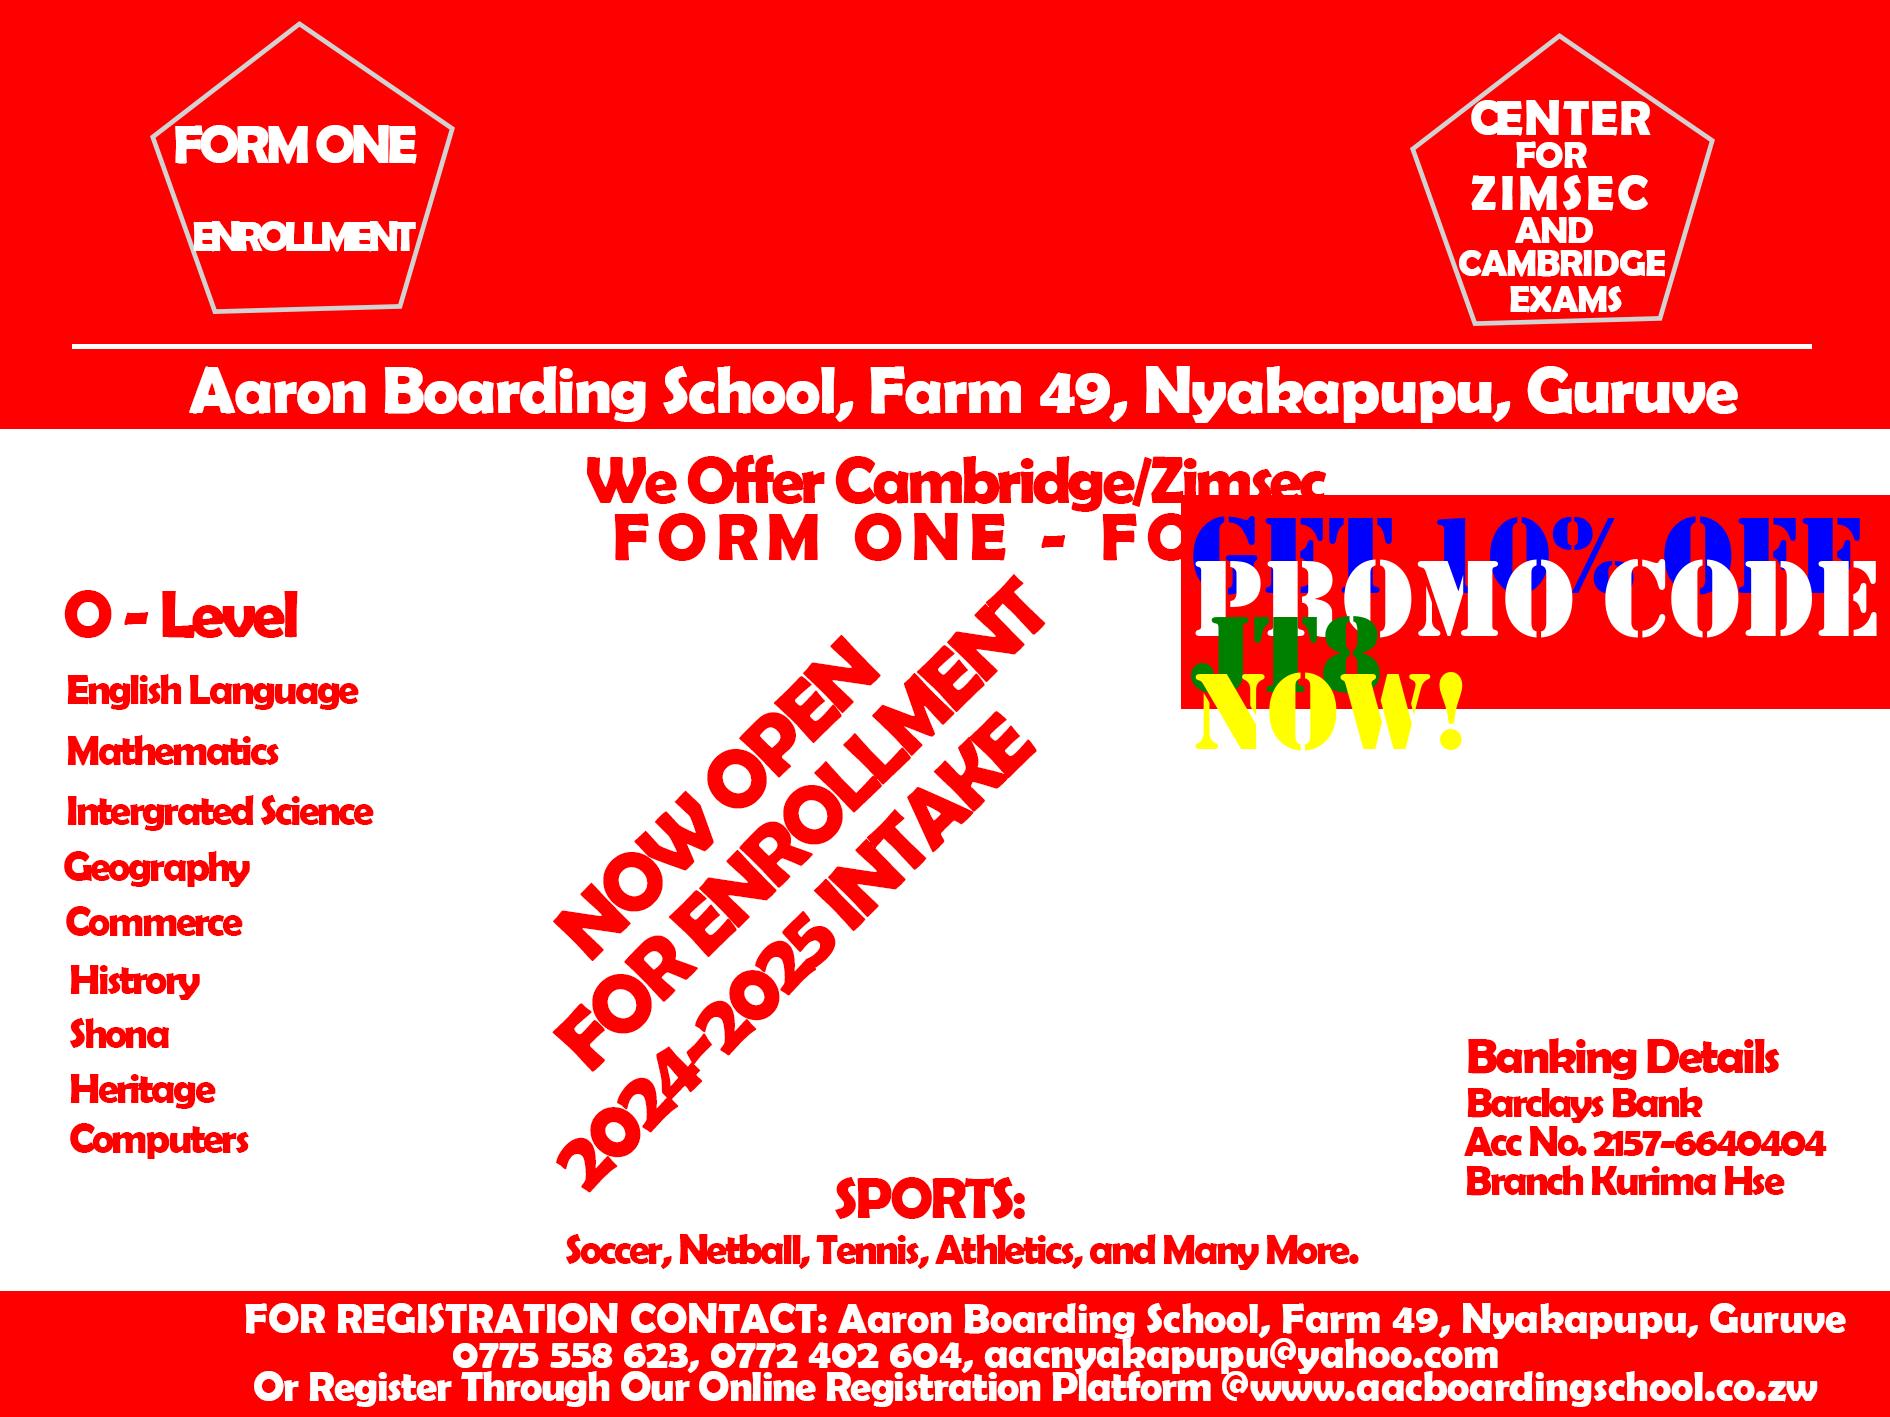 FORM ONE
ENROLLMENT
CENTER
FOR
ZIMSEC
AND
CAMBRIDGE
EXAMS
Aaron Boarding School, Farm 49, Nyakapupu, Guruve
We Offer Cambridge/Zimsec
FORM ONE - FO
GET 10% OFF
PROMO CODE
JT8
NOW!
O - Level
English Language
Mathematics
Intergrated Science
Geography
Commerce
Histrory
Shona
Heritage
Computers
NOW OPEN
FOR ENROLLMENT
2024-2025 INTAKE
Banking Details
Barclays Bank
Acc No. 2157-6640404
Branch Kurima Hse
SPORTS:
Soccer, Netball, Tennis, Athletics, and Many More.
FOR REGISTRATION CONTACT: Aaron Boarding School, Farm 49, Nyakapupu, Guruve
0775 558 623, 0772 402 604, aacnyakapupu@yahoo.com
Or Register Through Our Online Registration Platform @www.aacboardingschool.co.zw